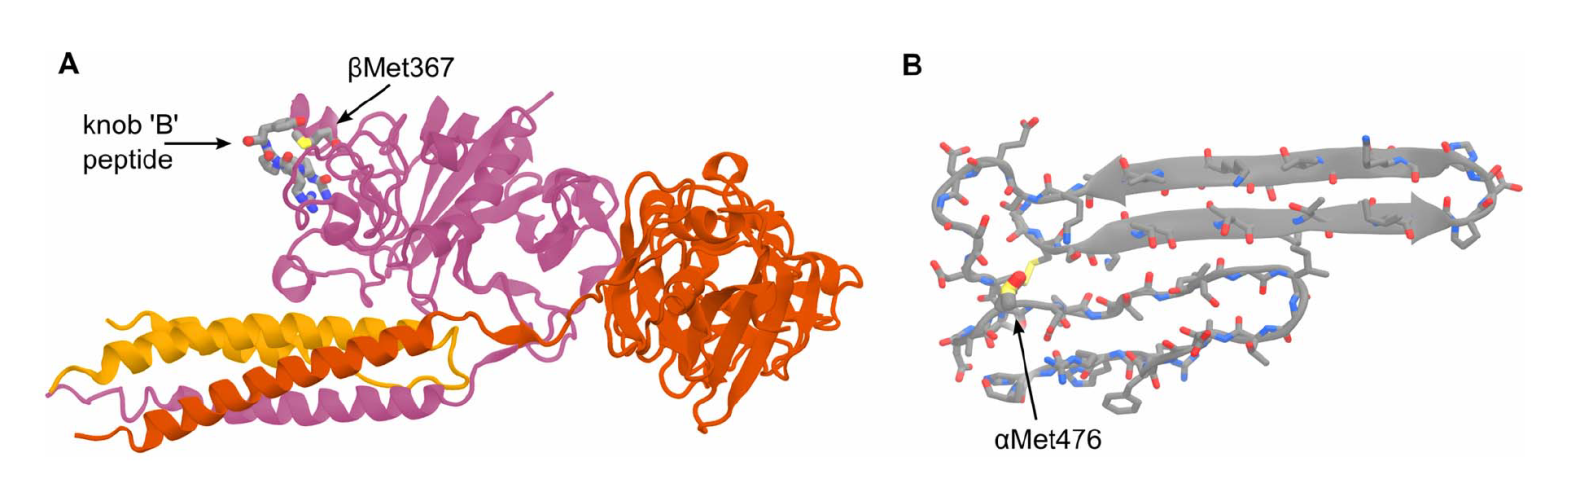 A
βMet367
knob 'B'
peptide
B
αMet476